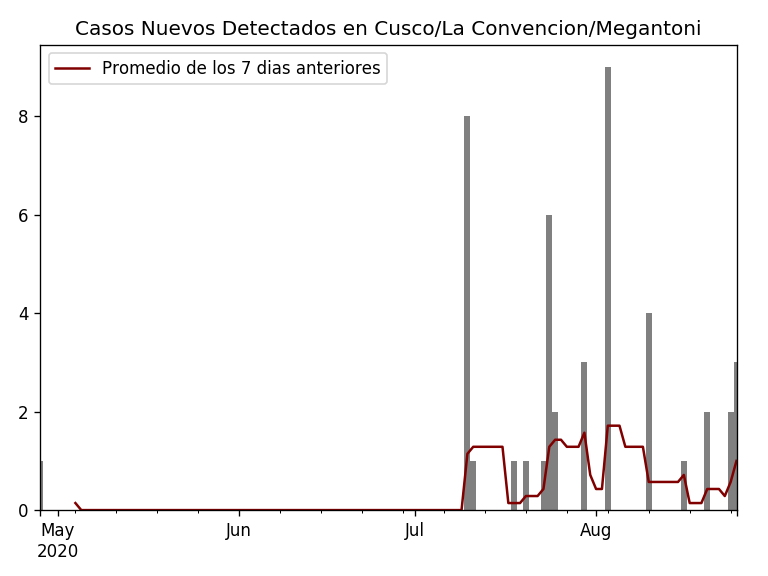 Casos Nuevos Detectados en Cusco/La Convencion/Megantoni
Promedio de los 7 dias anteriores
8
6
4
2
0
May Jun Jul Aug
2020